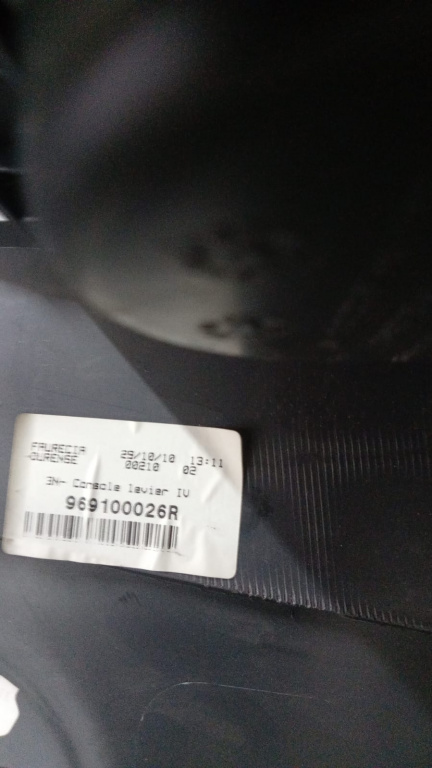 FAURECIA 29/10/10 13:11
OURENSE 00210 02
3N- Console levier IV
969100026R